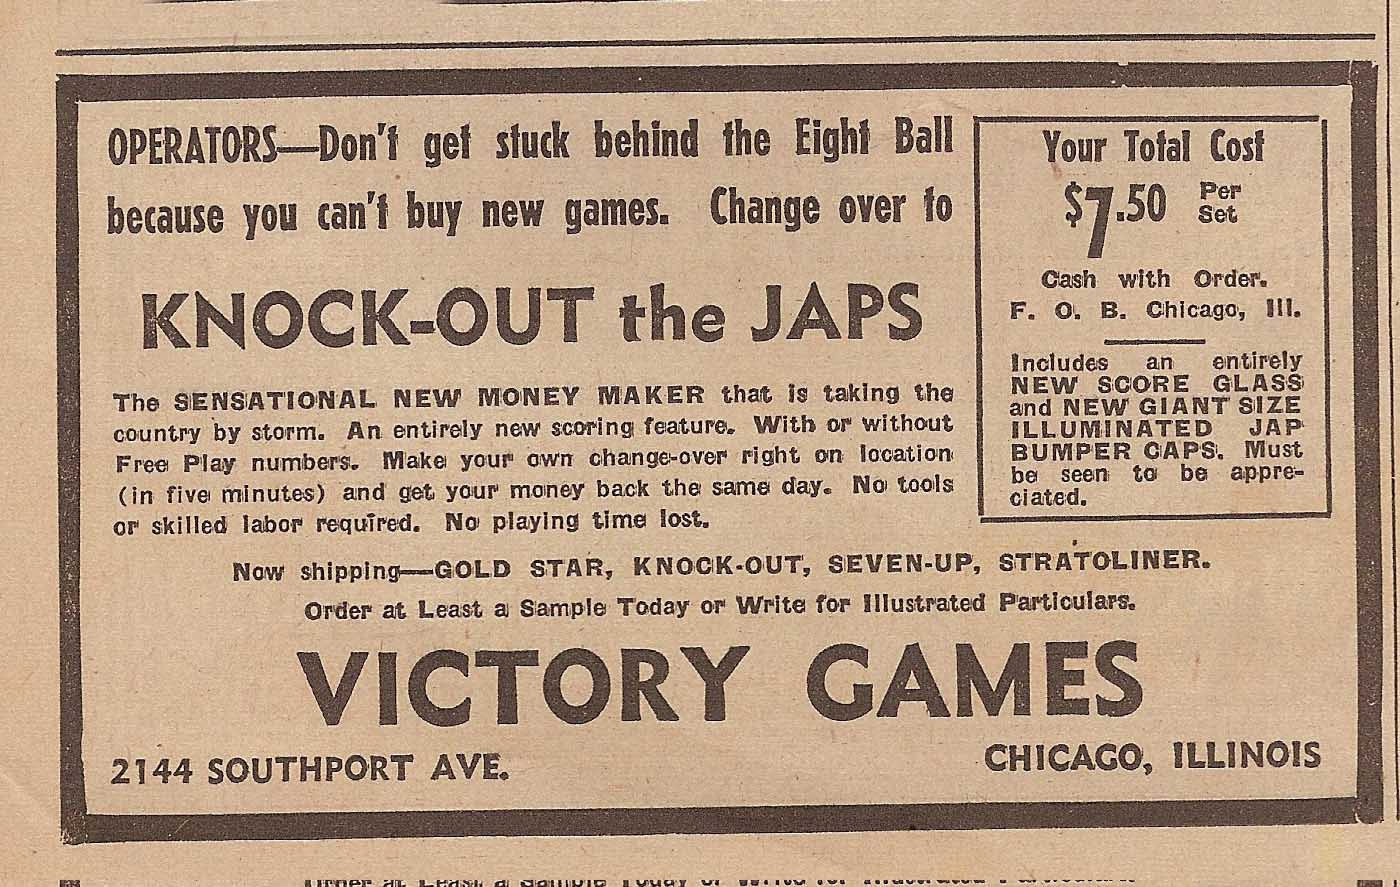 OPERATORS—Don't get stuck behind the Eight Ball
because you can't buy new games. Change over to
KNOCK-OUT the JAPS
The SENSATIONAL NEW MONEY MAKER that is taking the
country by storm. An entirely new scoring feature. With or without
Free Play numbers. Make your own change-over right on location
(in five minutes) and get your money back the same day. No tools
or skilled labor required. No playing time lost.
Your Total Cost
$7.50 Per Set
Cash with Order.
F. O. B. Chicago, Ill.
Includes an entirely
NEW SCORE GLASS
and NEW GIANT SIZE
ILLUMINATED JAP
BUMPER CAPS. Must
be seen to be appre-
ciated.
Now shipping—GOLD STAR, KNOCK-OUT, SEVEN-UP, STRATOLINER.
Order at Least a Sample Today or Write for Illustrated Particulars.
VICTORY GAMES
2144 SOUTHPORT AVE. CHICAGO, ILLINOIS